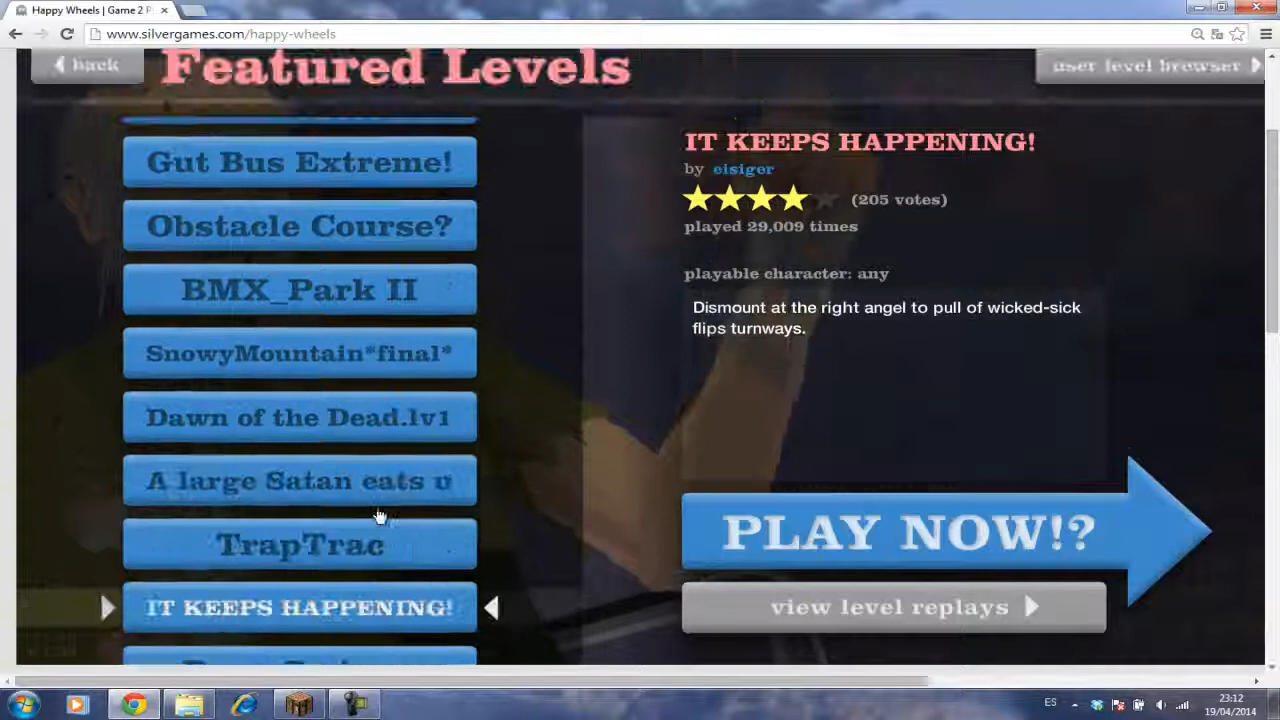 Happy Wheels | Game 2 P
www.silvergames.com/happy-wheels
back
Featured Levels
user level browser
Gut Bus Extreme!
Obstacle Course?
BMX_Park II
SnowyMountain*final*
Dawn of the Dead.lv1
A large Satan eats u
TrapTrac
IT KEEPS HAPPENING!
IT KEEPS HAPPENING!
by eisiger
(205 votes)
played 29,009 times
playable character: any
Dismount at the right angel to pull of wicked-sick
flips turnways.
PLAY NOW!?
view level replays
ES
23:12
19/04/2014